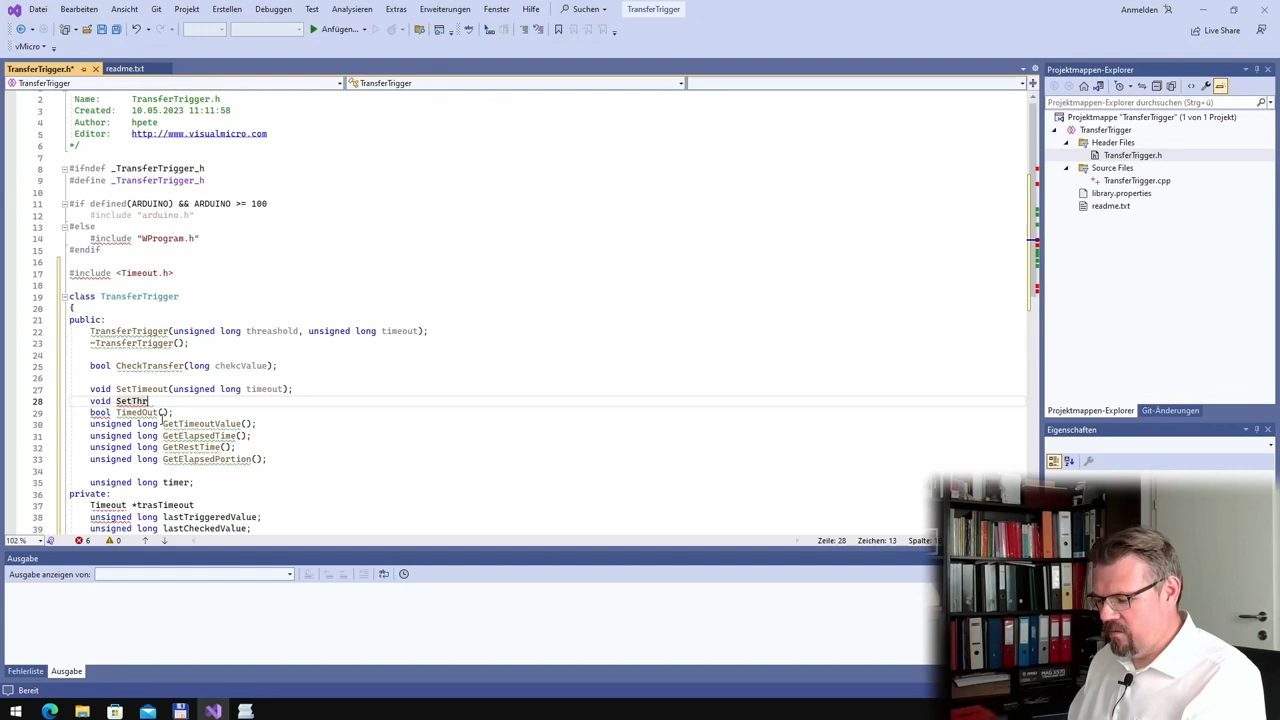 Datei Bearbeiten Ansicht Git Projekt Erstellen Debuggen Test Analysieren Extras Erweiterungen Fenster Hilfe Suchen TransferTrigger Anmelden
Anfügen... Live Share
vMicro
TransferTrigger.h* readme.txt
TransferTrigger TransferTrigger
2 Name: TransferTrigger.h
3 Created: 10.05.2023 11:11:58
4 Author: hpete
5 Editor: http://www.visualmicro.com
6 */
7
8 #ifndef _TransferTrigger_h
9 #define _TransferTrigger_h
10
11 #if defined(ARDUINO) && ARDUINO >= 100
12 #include "arduino.h"
13 #else
14 #include "WProgram.h"
15 #endif
16
17 #include <Timeout.h>
18
19 class TransferTrigger
20 {
21 public:
22 TransferTrigger(unsigned long threashold, unsigned long timeout);
23 ~TransferTrigger();
24
25 bool CheckTransfer(long chekcValue);
26
27 void SetTimeout(unsigned long timeout);
28 void SetThr
29 bool TimedOut();
30 unsigned long GetTimeoutValue();
31 unsigned long GetElapsedTime();
32 unsigned long GetRestTime();
33 unsigned long GetElapsedPortion();
34
35 unsigned long timer;
36 private:
37 Timeout *trasTimeout
38 unsigned long lastTriggeredValue;
39 unsigned long lastCheckedValue;
102 % 6 0 Zeile: 28 Zeichen: 13 Spalte:
Ausgabe
Ausgabe anzeigen von:
Fehlerliste Ausgabe
Bereit
Projektmappen-Explorer
Projektmappen-Explorer durchsuchen (Strg+ü)
Projektmappe "TransferTrigger" (1 von 1 Projekt)
TransferTrigger
Header Files
TransferTrigger.h
Source Files
TransferTrigger.cpp
library.properties
readme.txt
Projektmappen-Explorer Git-Änderungen
Eigenschaften